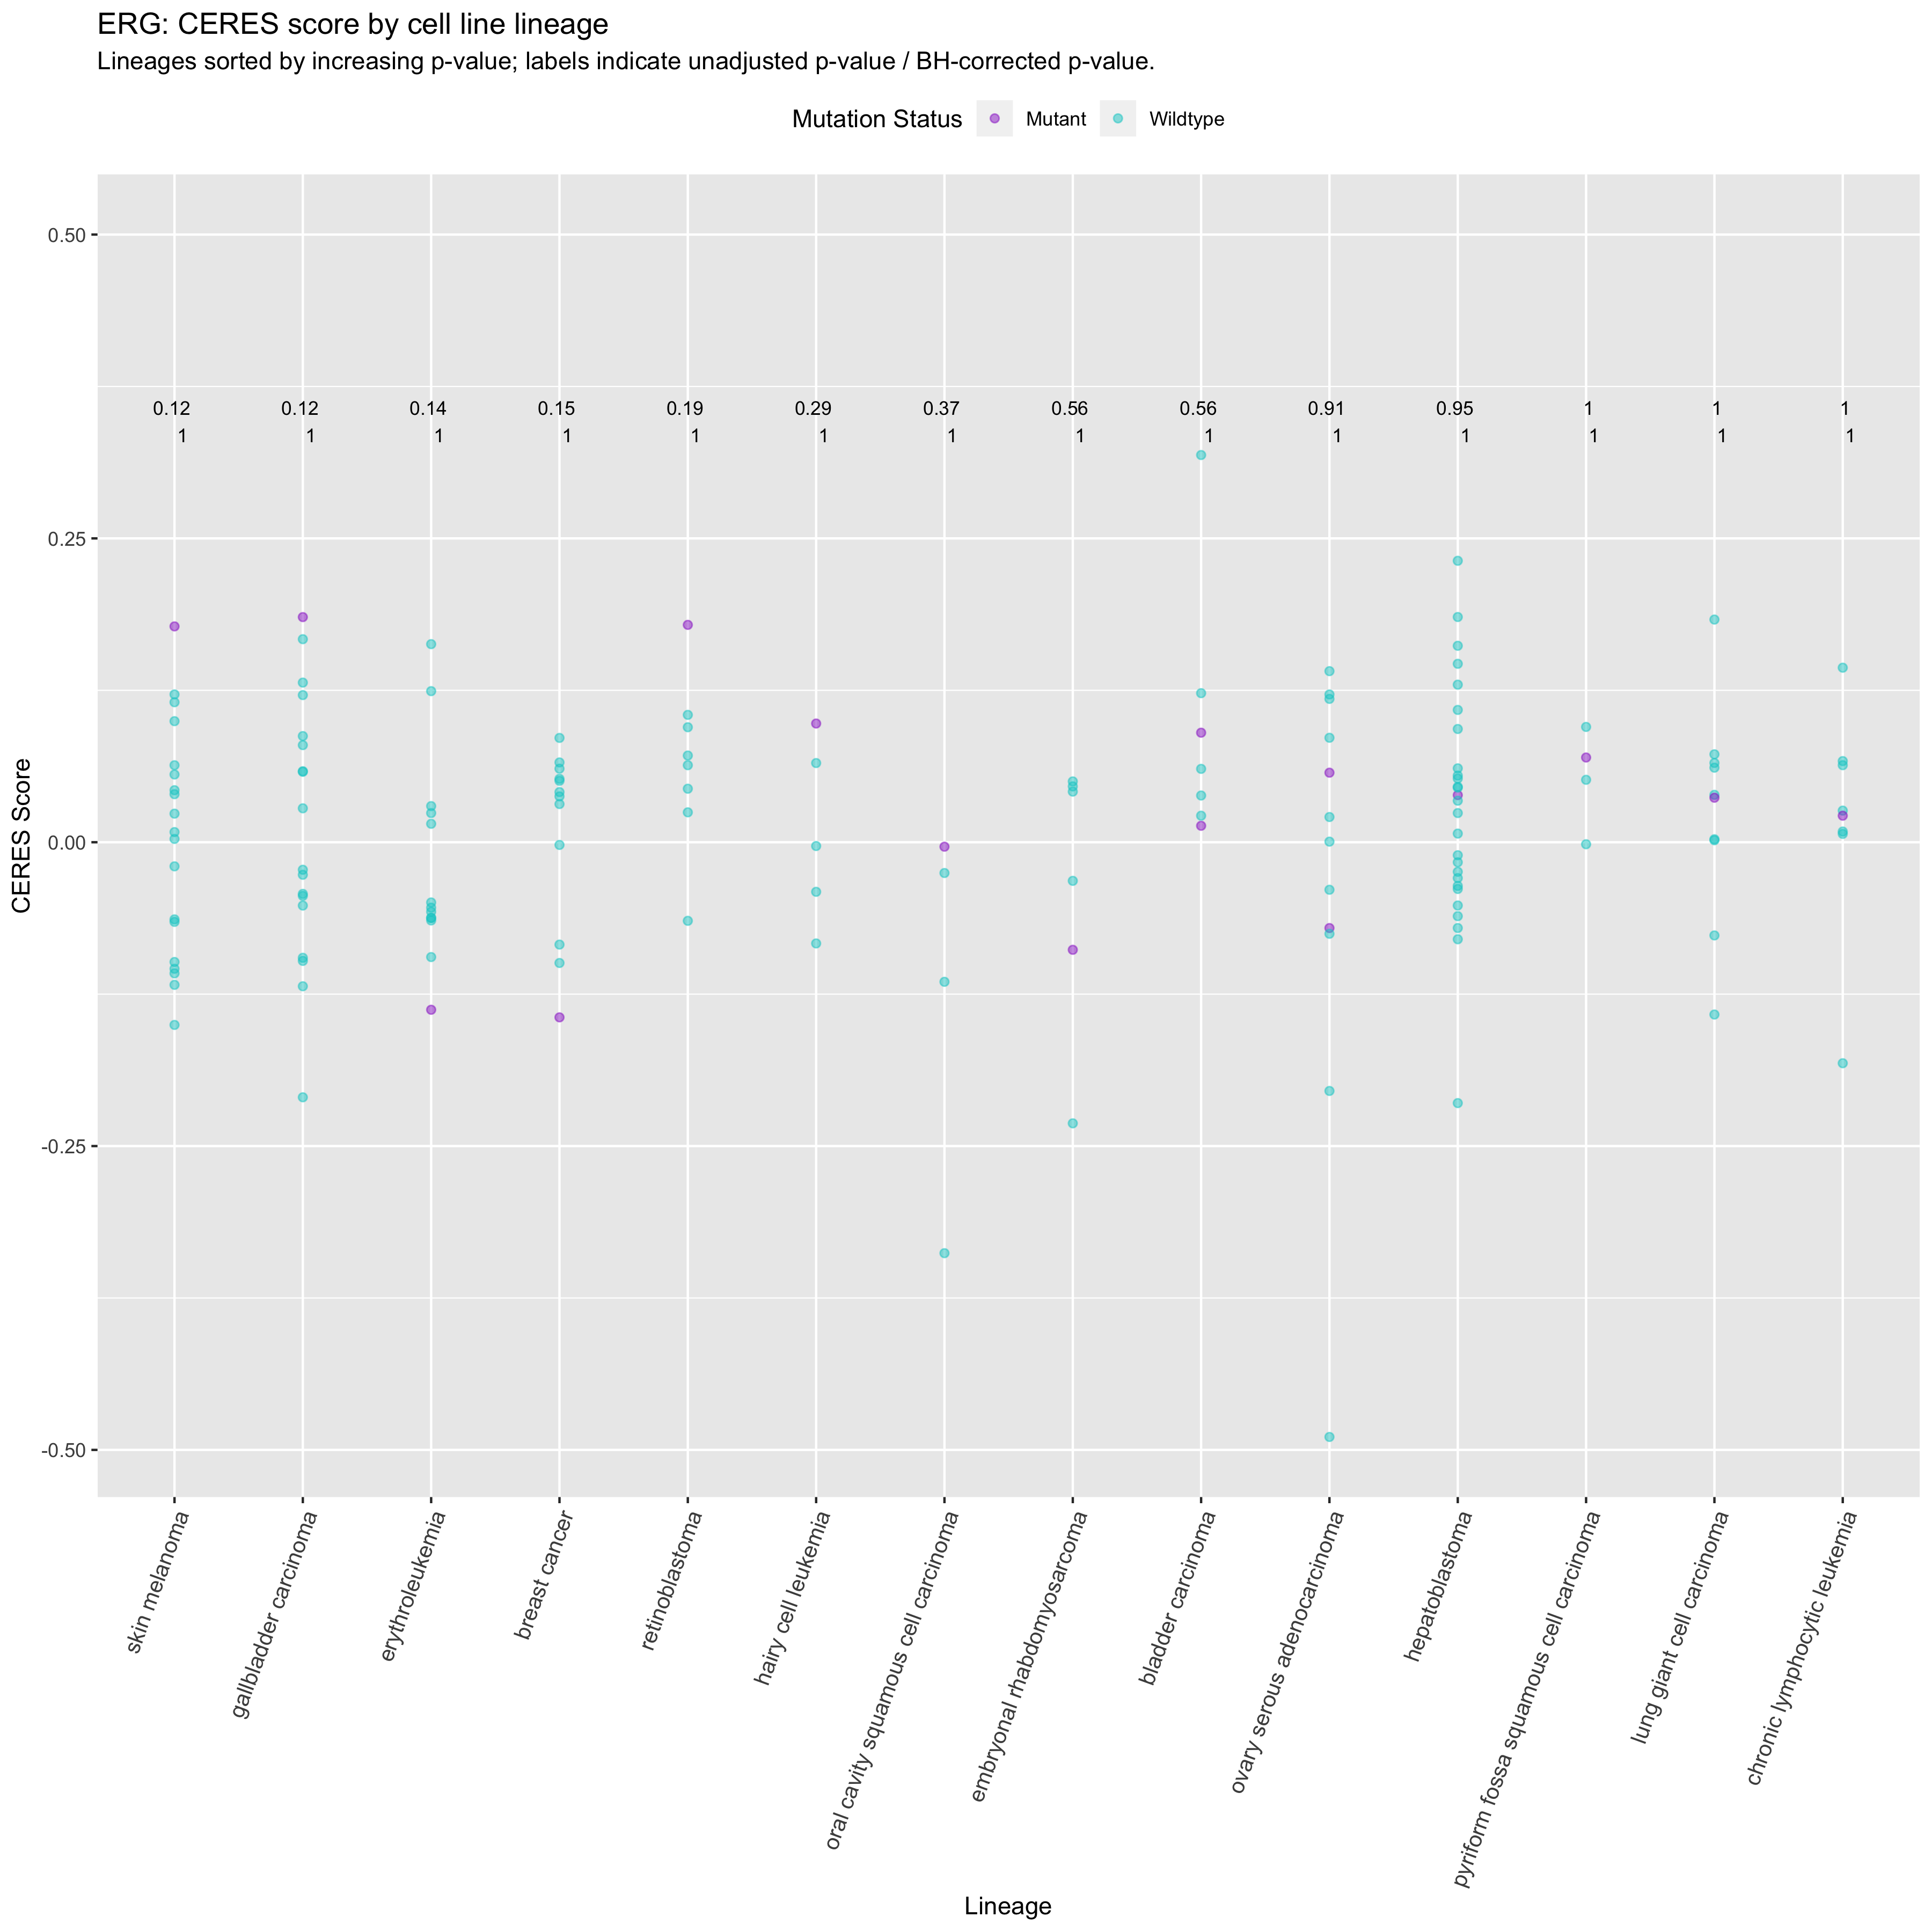 ERG: CERES score by cell line lineage
Lineages sorted by increasing p-value; labels indicate unadjusted p-value / BH-corrected p-value.
Mutation Status Mutant Wildtype
0.50
0.25
0.00
-0.25
-0.50
CERES Score
0.12 0.12 0.14 0.15 0.19 0.29 0.37 0.56 0.56 0.91 0.95 1 1 1
1 1 1 1 1 1 1 1 1 1 1 1 1 1
skin melanoma
gallbladder carcinoma
erythroleukemia
breast cancer
retinoblastoma
hairy cell leukemia
oral cavity squamous cell carcinoma
embryonal rhabdomyosarcoma
bladder carcinoma
ovary serous adenocarcinoma
hepatoblastoma
pyriform fossa squamous cell carcinoma
lung giant cell carcinoma
chronic lymphocytic leukemia
Lineage